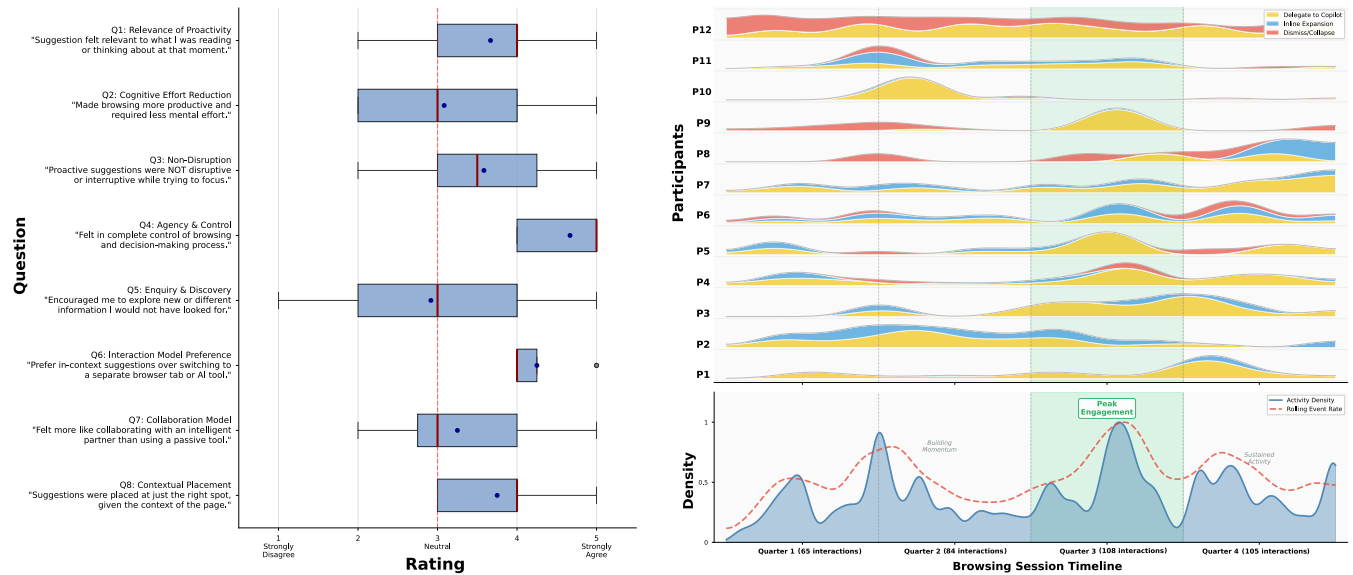 Q1: Relevance of Proactivity
"Suggestion felt relevant to what I was reading
or thinking about at that moment."
Q2: Cognitive Effort Reduction
"Made browsing more productive and
required less mental effort."
Q3: Non-Disruption
"Proactive suggestions were NOT disruptive
or interruptive while trying to focus."
Q4: Agency & Control
"Felt in complete control of browsing
and decision-making process."
Q5: Enquiry & Discovery
"Encouraged me to explore new or different
information I would not have looked for."
Q6: Interaction Model Preference
"Prefer in-context suggestions over switching to
a separate browser tab or AI tool."
Q7: Collaboration Model
"Felt more like collaborating with an intelligent
partner than using a passive tool."
Q8: Contextual Placement
"Suggestions were placed at just the right spot,
given the context of the page."
Question
1
Strongly
Disagree
2
3
Neutral
4
5
Strongly
Agree
Rating
Delegate to Copilot
Inline Expansion
Dismiss/Collapse
P12
P11
P10
P9
P8
P7
P6
P5
P4
P3
P2
P1
Participants
Activity Density
Rolling Event Rate
Peak
Engagement
Building
Momentum
Sustained
Activity
1
0.5
0
Density
Quarter 1 (65 interactions)
Quarter 2 (84 interactions)
Quarter 3 (108 interactions)
Quarter 4 (105 interactions)
Browsing Session Timeline